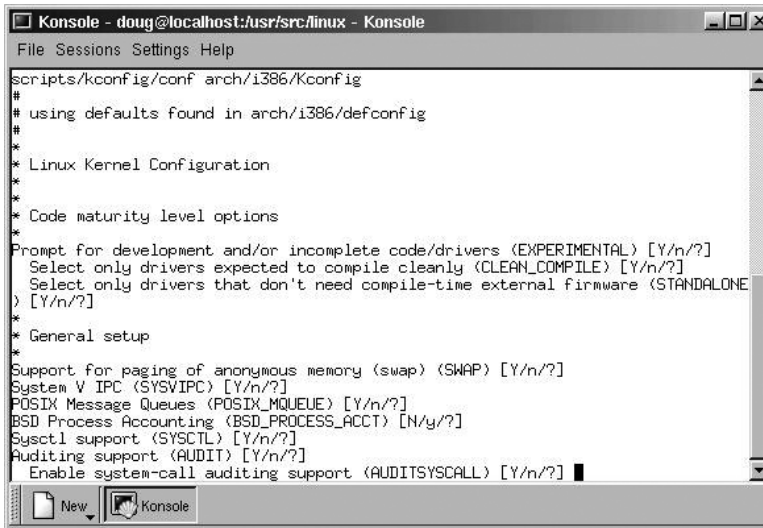 Konsole - doug@localhost:/usr/src/linux - Konsole
File Sessions Settings Help
scripts/kconfig/conf arch/i386/Kconfig
#
# using defaults found in arch/i386/defconfig
#
*
* Linux Kernel Configuration
*
*
* Code maturity level options
*
Prompt for development and/or incomplete code/drivers (EXPERIMENTAL) [Y/n/?]
  Select only drivers expected to compile cleanly (CLEAN_COMPILE) [Y/n/?]
  Select only drivers that don't need compile-time external firmware (STANDALONE
) [Y/n/?]
*
* General setup
*
Support for paging of anonymous memory (swap) (SWAP) [Y/n/?]
System V IPC (SYSVIPC) [Y/n/?]
POSIX Message Queues (POSIX_MQUEUE) [Y/n/?]
BSD Process Accounting (BSD_PROCESS_ACCT) [N/y/?]
Sysctl support (SYSCTL) [Y/n/?]
Auditing support (AUDIT) [Y/n/?]
  Enable system-call auditing support (AUDITSYSCALL) [Y/n/?]
New
Konsole